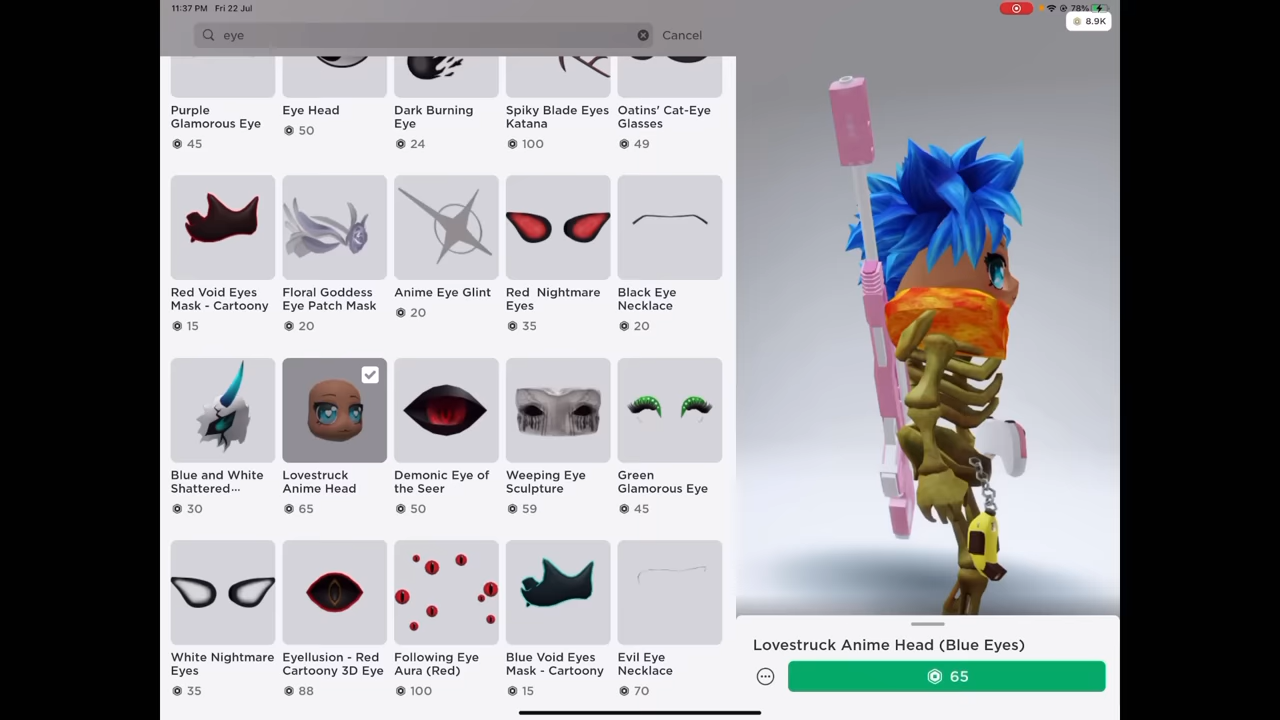 11:37 PM Fri 22 Jul
78%
8.9K
eye
Cancel
Purple
Glamorous Eye
45
Eye Head
50
Dark Burning
Eye
24
Spiky Blade Eyes
Katana
100
Oatins' Cat-Eye
Glasses
49
Red Void Eyes
Mask - Cartoony
15
Floral Goddess
Eye Patch Mask
20
Anime Eye Glint
20
Red Nightmare
Eyes
35
Black Eye
Necklace
20
Blue and White
Shattered...
30
Lovestruck
Anime Head
65
Demonic Eye of
the Seer
50
Weeping Eye
Sculpture
59
Green
Glamorous Eye
45
White Nightmare
Eyes
35
Eyellusion - Red
Cartoony 3D Eye
88
Following Eye
Aura (Red)
100
Blue Void Eyes
Mask - Cartoony
15
Evil Eye
Necklace
70
Lovestruck Anime Head (Blue Eyes)
65